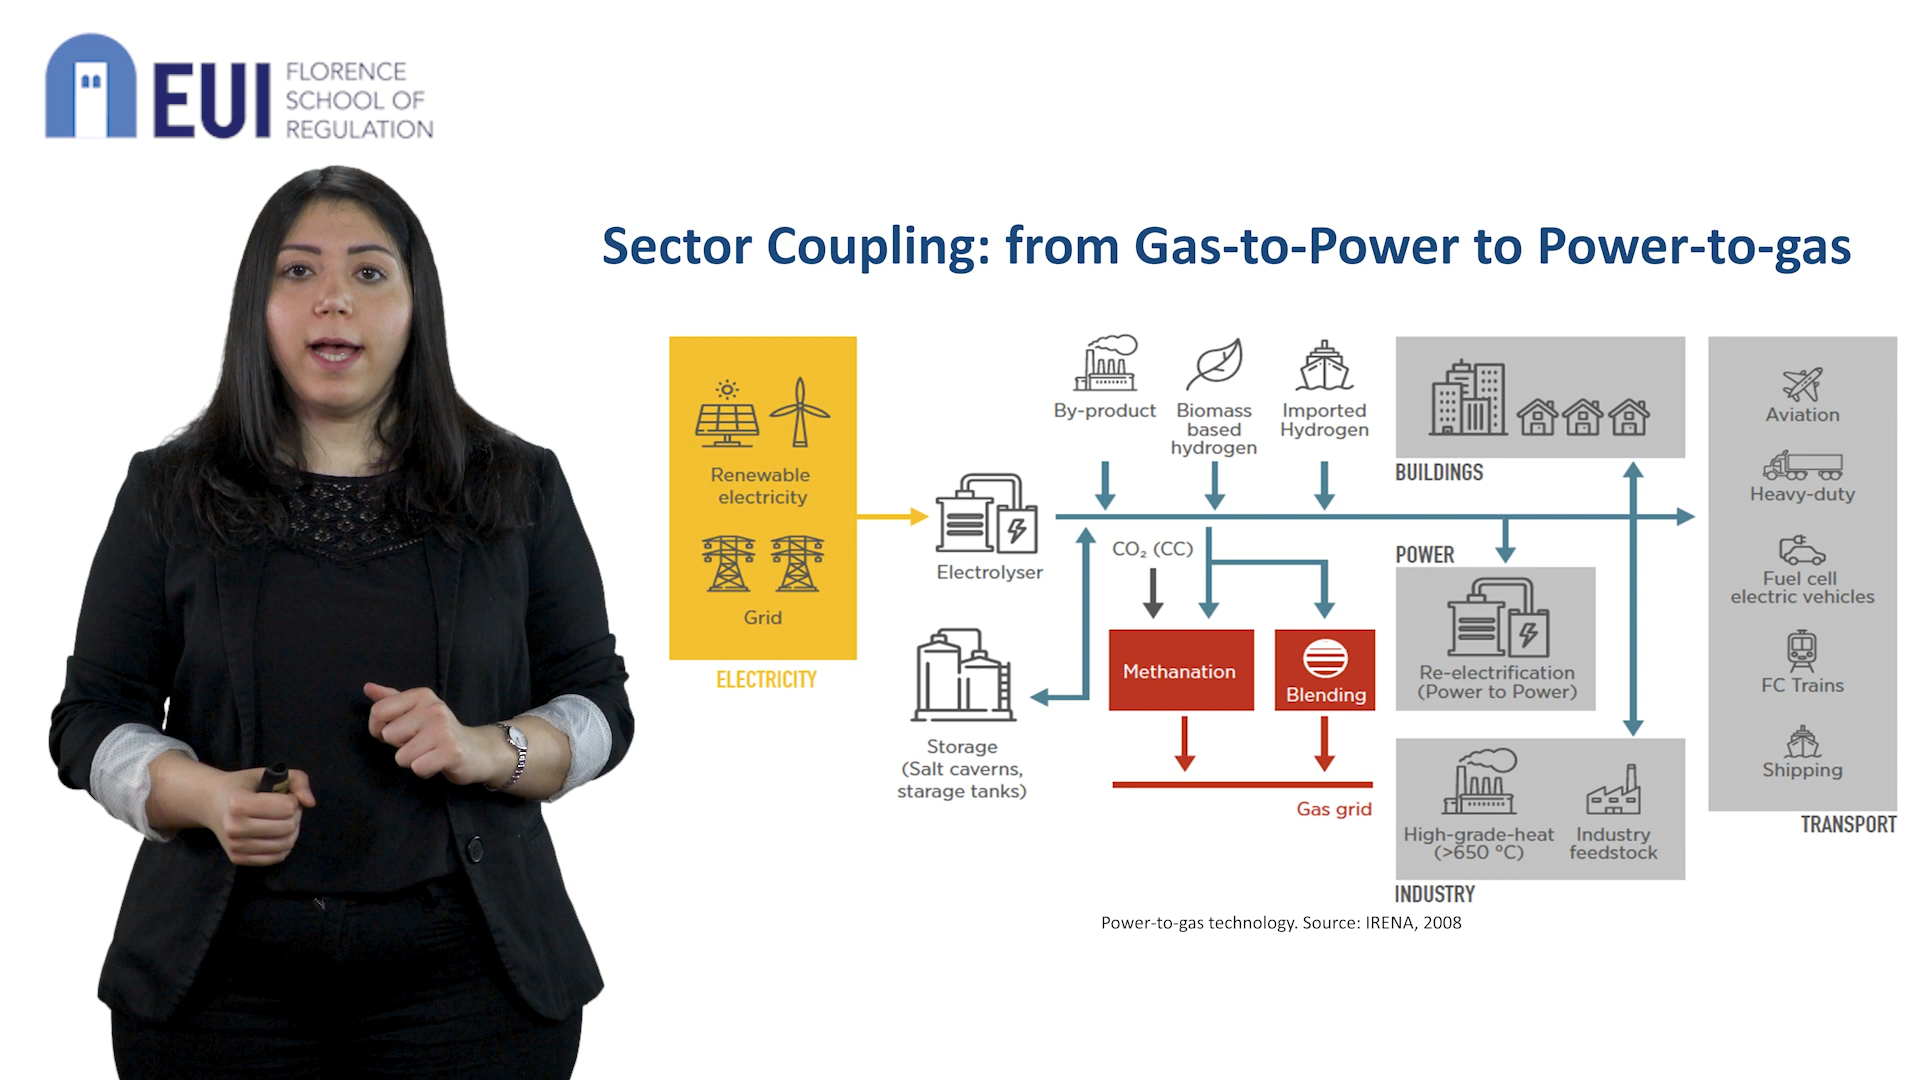 EUI
FLORENCE
SCHOOL OF
REGULATION
Sector Coupling: from Gas-to-Power to Power-to-gas
Renewable
electricity
Grid
ELECTRICITY
Electrolyser
Storage
(Salt caverns,
starage tanks)
By-product
Biomass
based
hydrogen
Imported
Hydrogen
CO₂ (CC)
Methanation
Blending
Gas grid
BUILDINGS
POWER
Re-electrification
(Power to Power)
High-grade-heat
(>650 °C)
Industry
feedstock
INDUSTRY
Aviation
Heavy-duty
Fuel cell
electric vehicles
FC Trains
Shipping
TRANSPORT
Power-to-gas technology. Source: IRENA, 2008